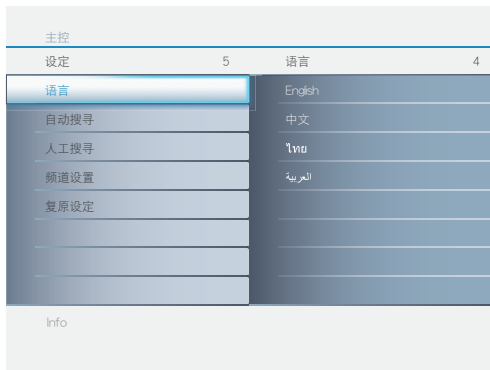 主控
设定 5 语言 4
语言 English
自动搜寻 中文
人工搜寻 ไทย
频道设置 العربية
复原设定
Info